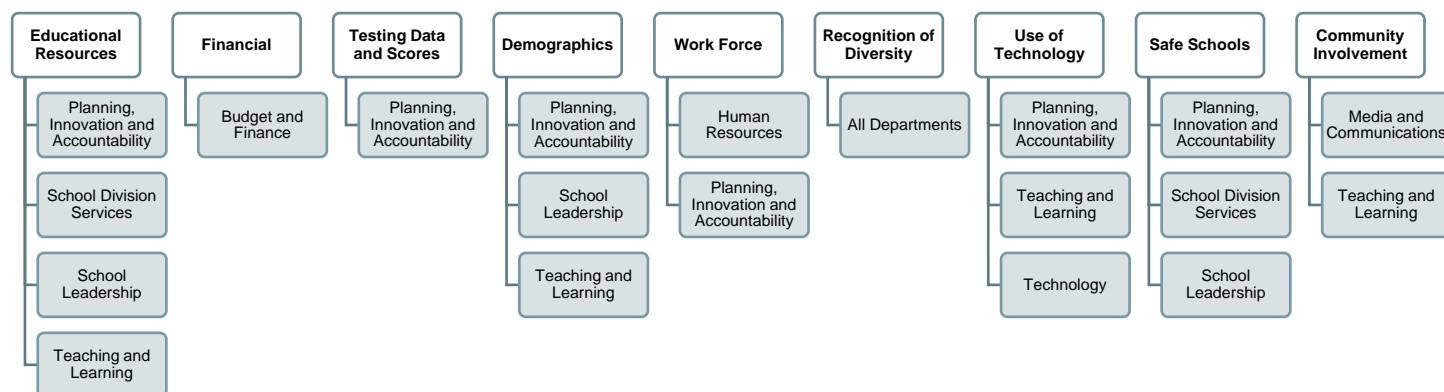 Educational
Resources
Planning,
Innovation and
Accountability
School Division
Services
School
Leadership
Teaching and
Learning
Financial
Budget and
Finance
Testing Data
and Scores
Planning,
Innovation and
Accountability
Demographics
Planning,
Innovation and
Accountability
School
Leadership
Teaching and
Learning
Work Force
Human
Resources
Planning,
Innovation and
Accountability
Recognition of
Diversity
All Departments
Use of
Technology
Planning,
Innovation and
Accountability
Teaching and
Learning
Technology
Safe Schools
Planning,
Innovation and
Accountability
School Division
Services
School
Leadership
Community
Involvement
Media and
Communications
Teaching and
Learning